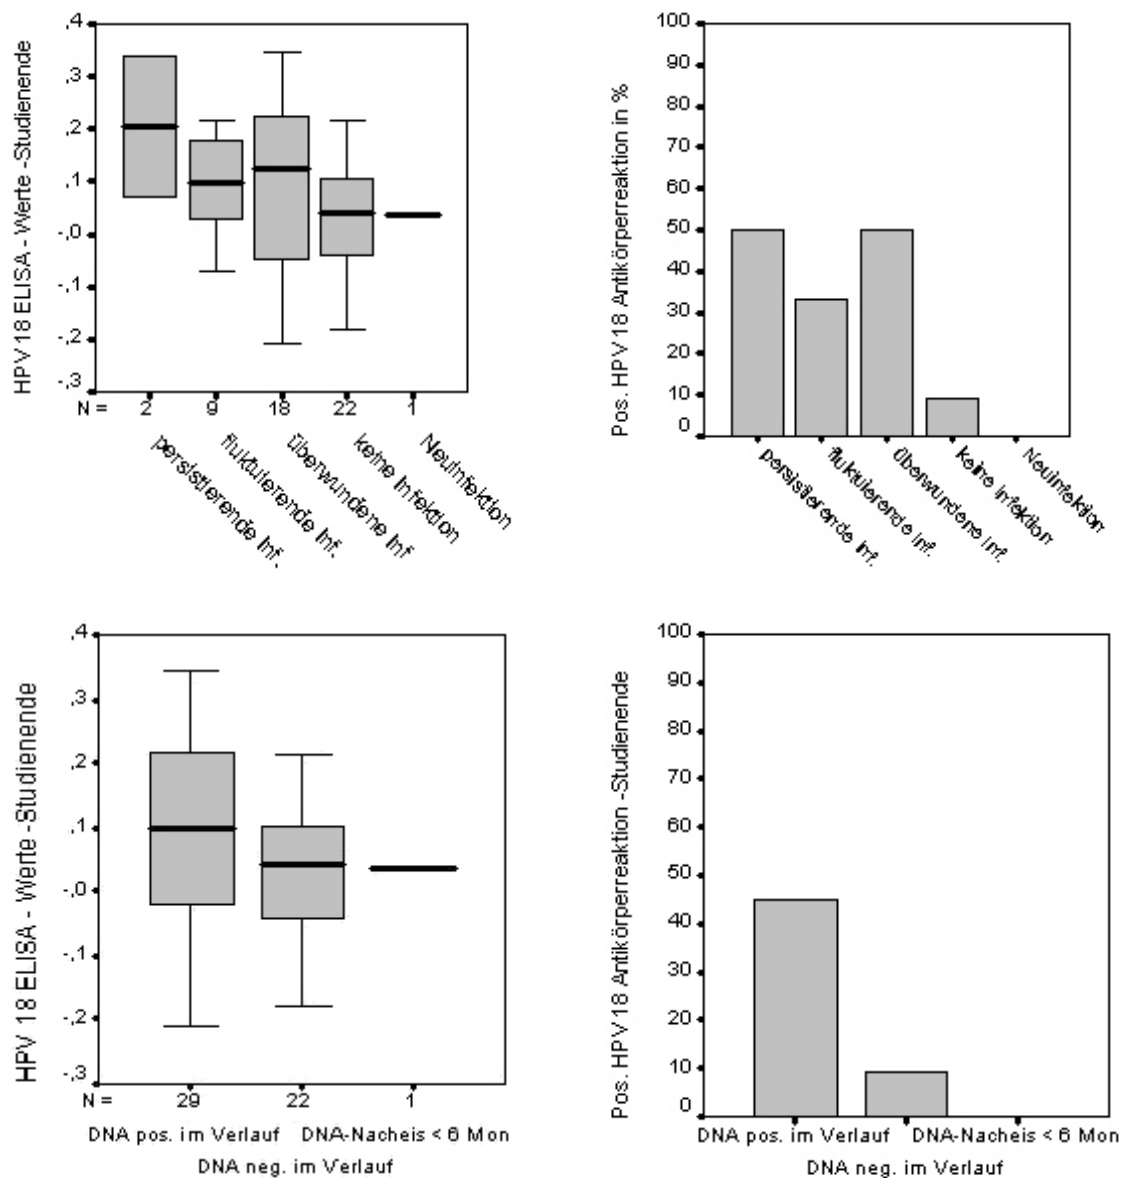 HPV 18 ELISA - Werte -Studienende
,4
,3
,2
,1
-,0
-,1
-,2
-,3
N = 2 9 18 22 1
persistierende Inf.
fluktuierende Inf.
überwundene Inf
keine Infektion
Neuinfektion
Pos. HPV 18 Antikörperreaktion in %
100
90
80
70
60
50
40
30
20
10
0
persistierende Inf.
fluktuierende Inf.
überwundene Inf.
keine Infektion
Neuinfektion
HPV 18 ELISA - Werte -Studienende
,4
,3
,2
,1
-,0
-,1
-,2
-,3
N = 29 22 1
DNA pos. im Verlauf DNA-Nacheis < 6 Mon
DNA neg. im Verlauf
Pos. HPV 18 Antikörperreaktion -Studienende
100
90
80
70
60
50
40
30
20
10
0
DNA pos. im Verlauf DNA-Nacheis < 6 Mon
DNA neg. im Verlauf